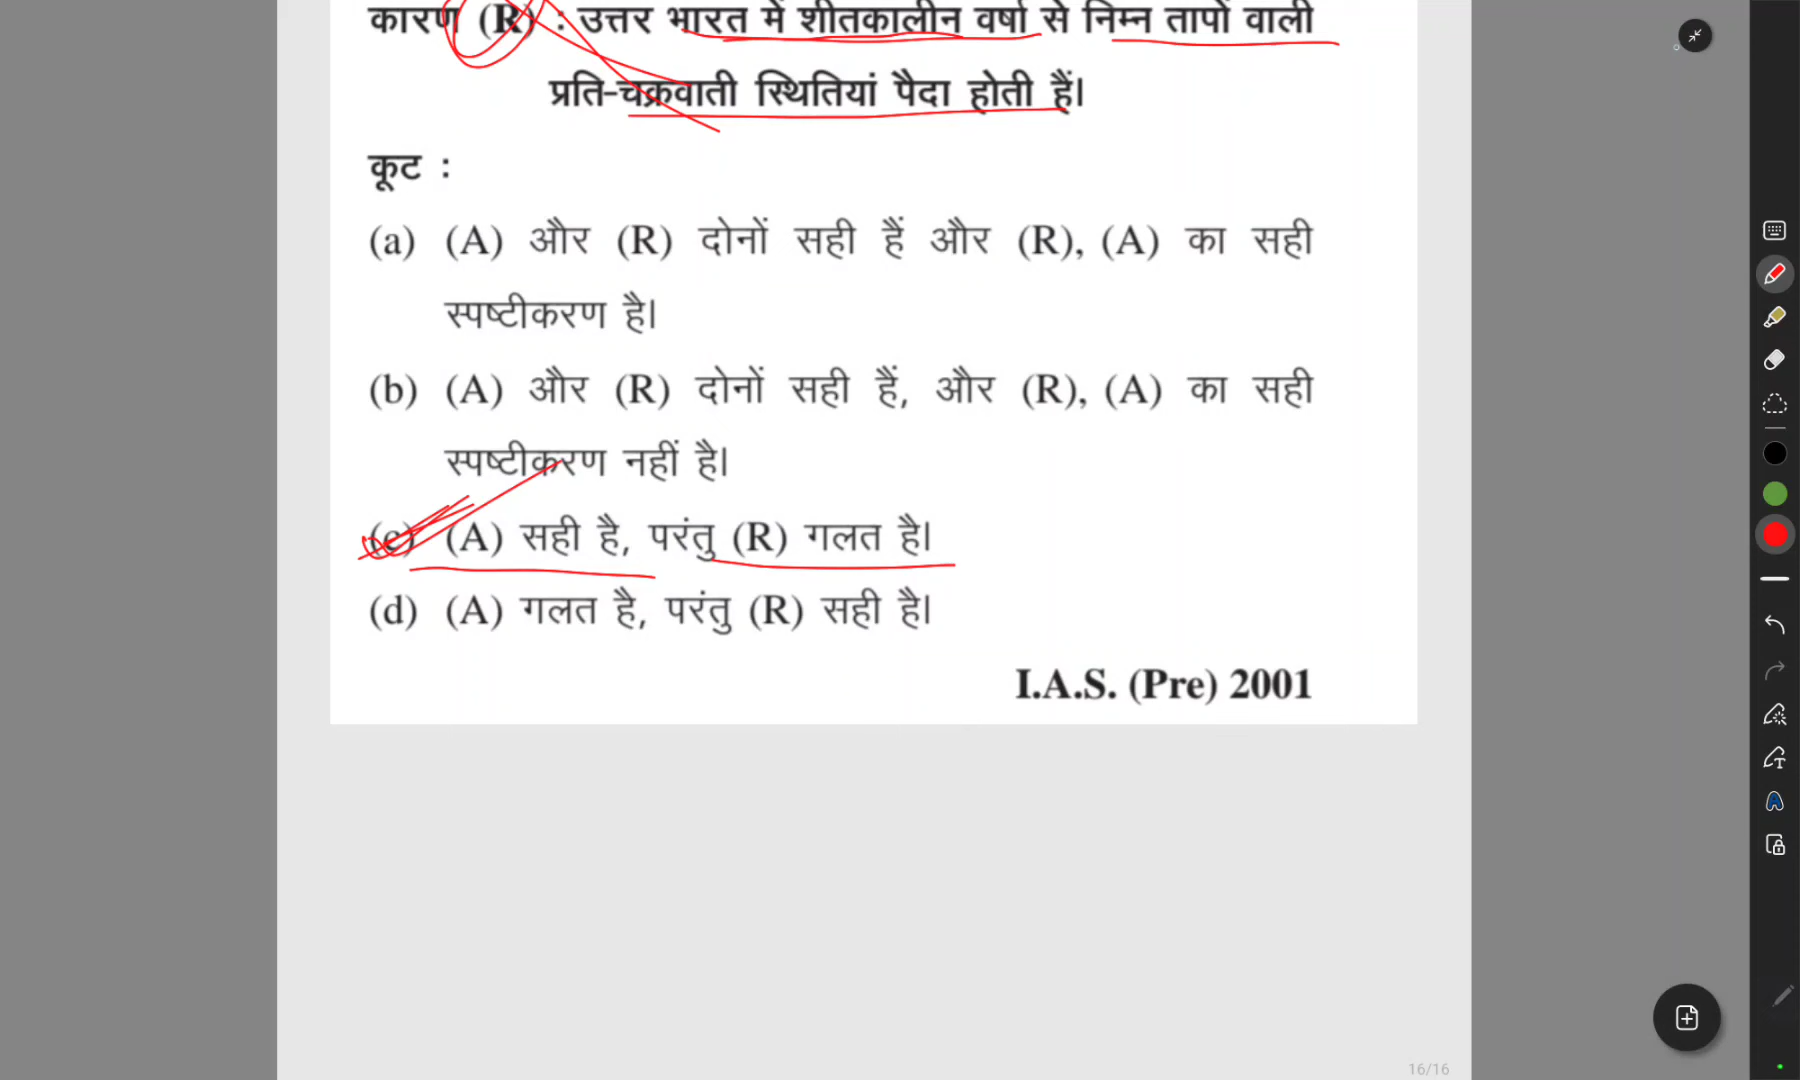 कारण (R) : उत्तर भारत में शीतकालीन वर्षा से निम्न तापों वाली
प्रति-चक्रवाती स्थितियां पैदा होती हैं।
कूट :
(a) (A) और (R) दोनों सही हैं और (R), (A) का सही
स्पष्टीकरण है।
(b) (A) और (R) दोनों सही हैं, और (R), (A) का सही
स्पष्टीकरण नहीं है।
(c) (A) सही है, परंतु (R) गलत है।
(d) (A) गलत है, परंतु (R) सही है।
I.A.S. (Pre) 2001
16/16